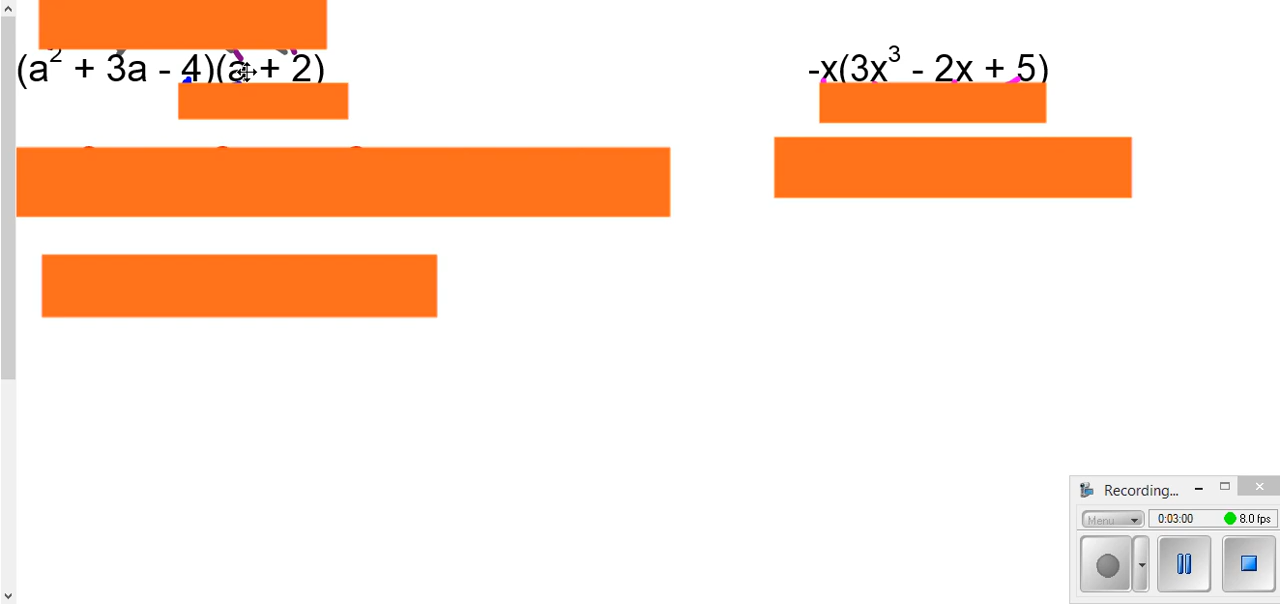 (a² + 3a - 4)(a + 2)
-x(3x³ - 2x + 5)
Recording...
Menu
0:03:00
8.0 fps